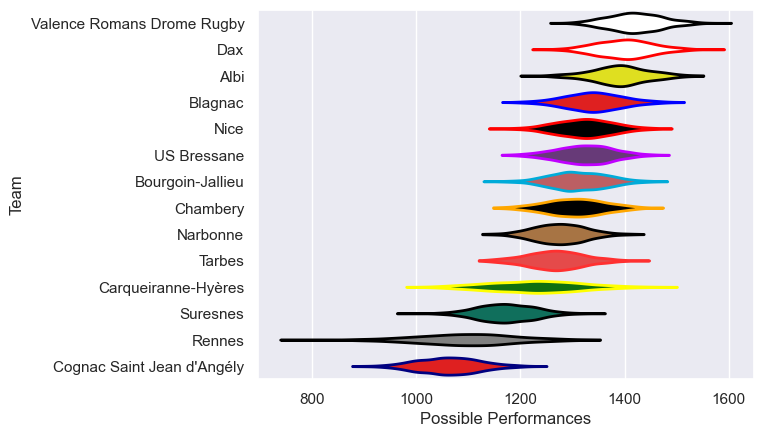 Valence Romans Drome Rugby
Dax
Albi
Blagnac
Nice
US Bressane
Bourgoin-Jallieu
Chambery
Narbonne
Tarbes
Carqueiranne-Hyères
Suresnes
Rennes
Cognac Saint Jean d'Angély
Team
800 1000 1200 1400 1600
Possible Performances